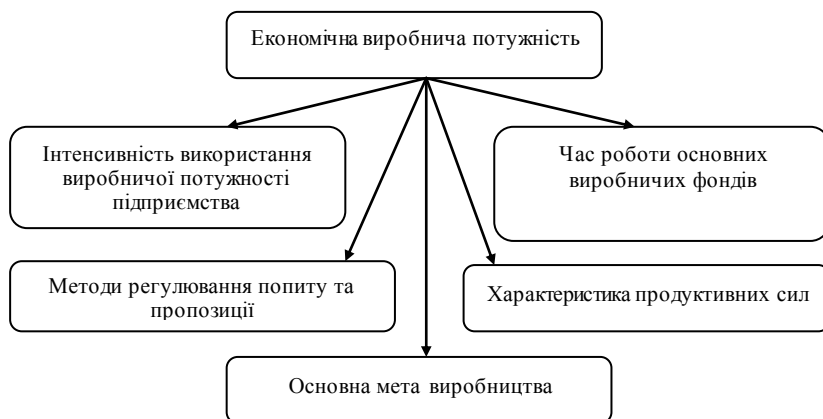 Економічна виробнича потужність
Інтенсивність використання
виробничої потужності
підприємства
Час роботи основних
виробничих фондів
Методи регулювання попиту та
пропозиції
Характеристика продуктивних сил
Основна мета виробництва